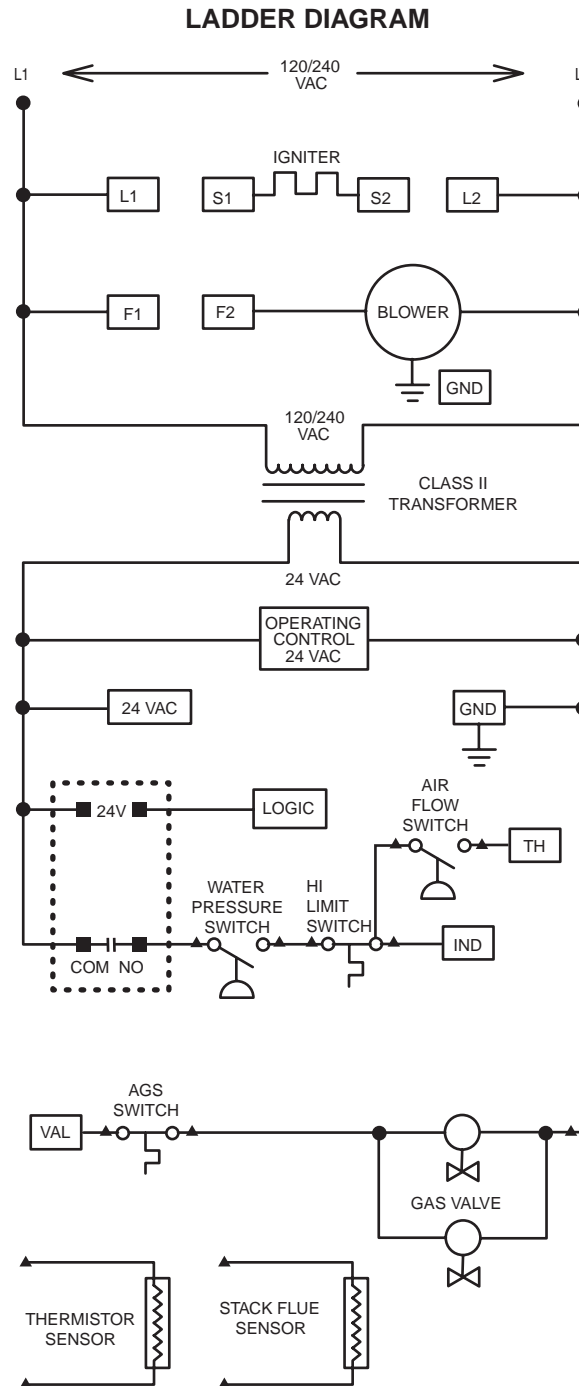 LADDER DIAGRAM
L1
120/240
VAC
L
IGNITER
L1
S1
S2
L2
F1
F2
BLOWER
GND
120/240
VAC
CLASS II
TRANSFORMER
24 VAC
OPERATING
CONTROL
24 VAC
24 VAC
GND
24V
LOGIC
AIR
FLOW
SWITCH
TH
WATER
PRESSURE
SWITCH
HI
LIMIT
SWITCH
IND
COM NO
AGS
SWITCH
VAL
GAS VALVE
THERMISTOR
SENSOR
STACK FLUE
SENSOR